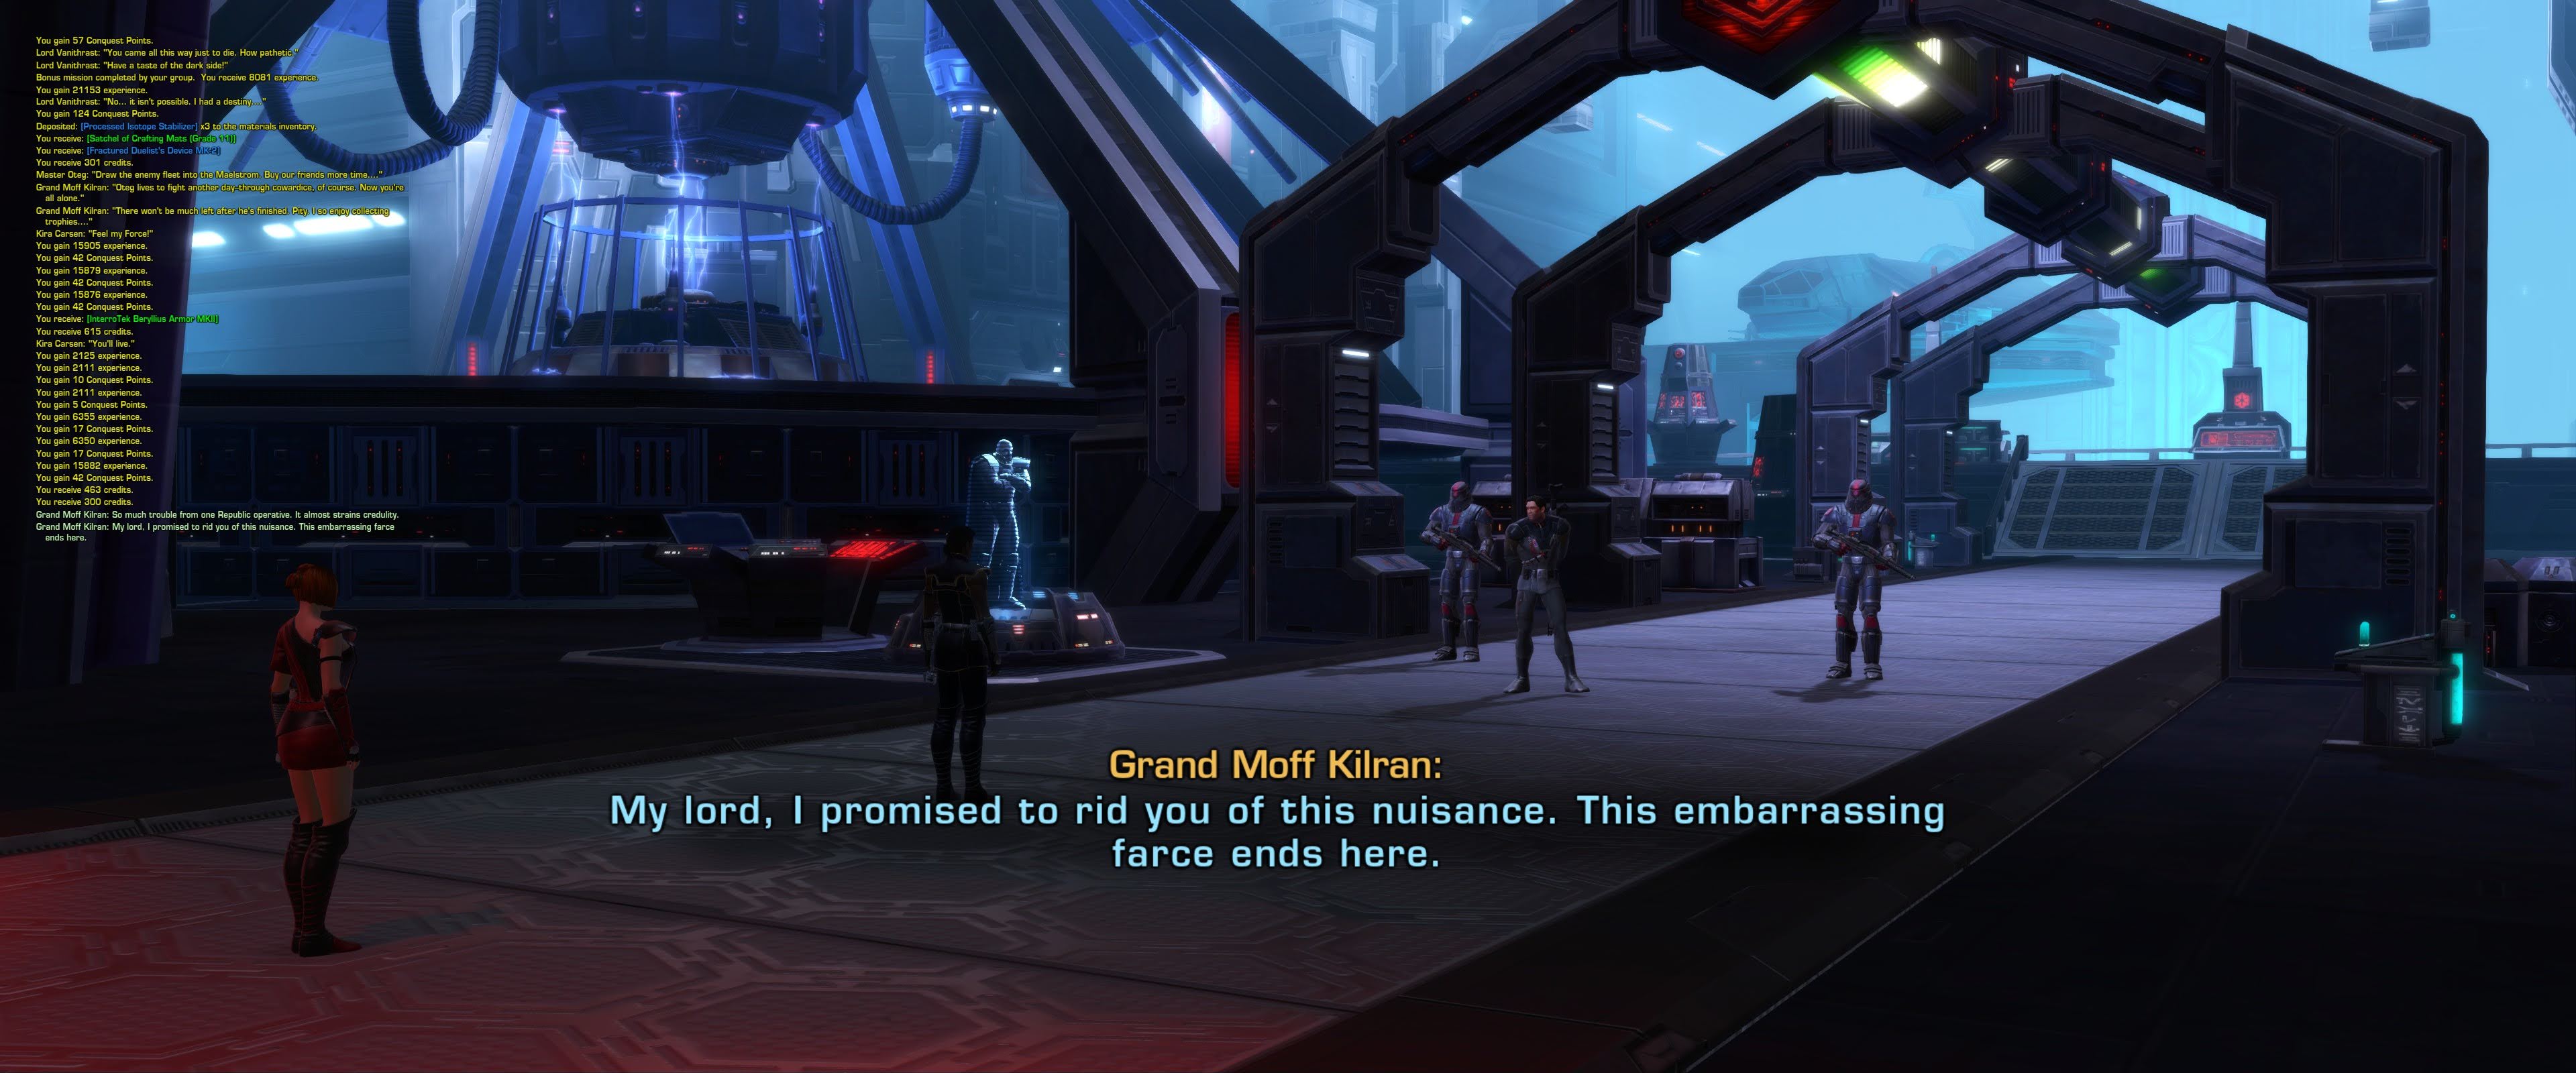 You gain 57 Conquest Points.
Lord Vanithrast: "You came all this way just to die. How pathetic."
Lord Vanithrast: "Have a taste of the dark side!"
Bonus mission completed by your group.  You receive 8081 experience.
You gain 21153 experience.
Lord Vanithrast: "No... it isn't possible. I had a destiny...."
You gain 124 Conquest Points.
Deposited: [Processed Isotope Stabilizer] x3 to the materials inventory.
You receive: [Satchel of Crafting Mats (Grade 11)]
You receive: [Fractured Duelist's Device MK-2]
You receive 301 credits.
Master Oteg: "Draw the enemy fleet into the Maelstrom. Buy our friends more time...."
Grand Moff Kilran: "Oteg lives to fight another day-through cowardice, of course. Now you're
all alone."
Grand Moff Kilran: "There won't be much left after he's finished. Pity. I so enjoy collecting
trophies...."
Kira Carsen: "Feel my Force!"
You gain 15905 experience.
You gain 42 Conquest Points.
You gain 15879 experience.
You gain 42 Conquest Points.
You gain 15876 experience.
You gain 42 Conquest Points.
You receive: [InterroTek Beryllius Armor MKII]
You receive 615 credits.
Kira Carsen: "You'll live."
You gain 2125 experience.
You gain 2111 experience.
You gain 10 Conquest Points.
You gain 2111 experience.
You gain 5 Conquest Points.
You gain 6355 experience.
You gain 17 Conquest Points.
You gain 6350 experience.
You gain 17 Conquest Points.
You gain 15882 experience.
You gain 42 Conquest Points.
You receive 463 credits.
You receive 300 credits.
Grand Moff Kilran: So much trouble from one Republic operative. It almost strains credulity.
Grand Moff Kilran: My lord, I promised to rid you of this nuisance. This embarrassing farce
ends here.
Grand Moff Kilran:
My lord, I promised to rid you of this nuisance. This embarrassing
farce ends here.